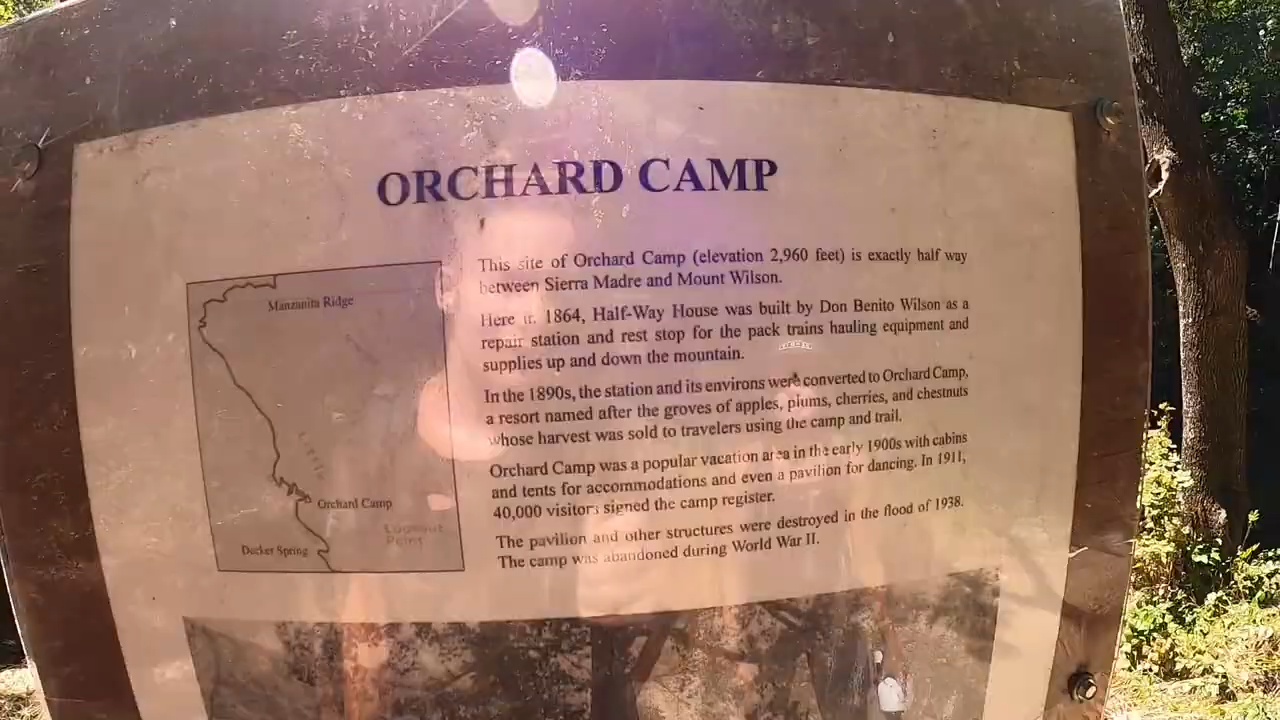 ORCHARD CAMP
This site of Orchard Camp (elevation 2,960 feet) is exactly half way
between Sierra Madre and Mount Wilson.
Here in 1864, Half-Way House was built by Don Benito Wilson as a
repair station and rest stop for the pack trains hauling equipment and
supplies up and down the mountain.
In the 1890s, the station and its environs were converted to Orchard Camp,
a resort named after the groves of apples, plums, cherries, and chestnuts
whose harvest was sold to travelers using the camp and trail.
Orchard Camp was a popular vacation area in the early 1900s with cabins
and tents for accommodations and even a pavilion for dancing. In 1911,
40,000 visitors signed the camp register.
The pavilion and other structures were destroyed in the flood of 1938.
The camp was abandoned during World War II.
Manzanita Ridge
Orchard Camp
Lookout
Point
Decker Spring